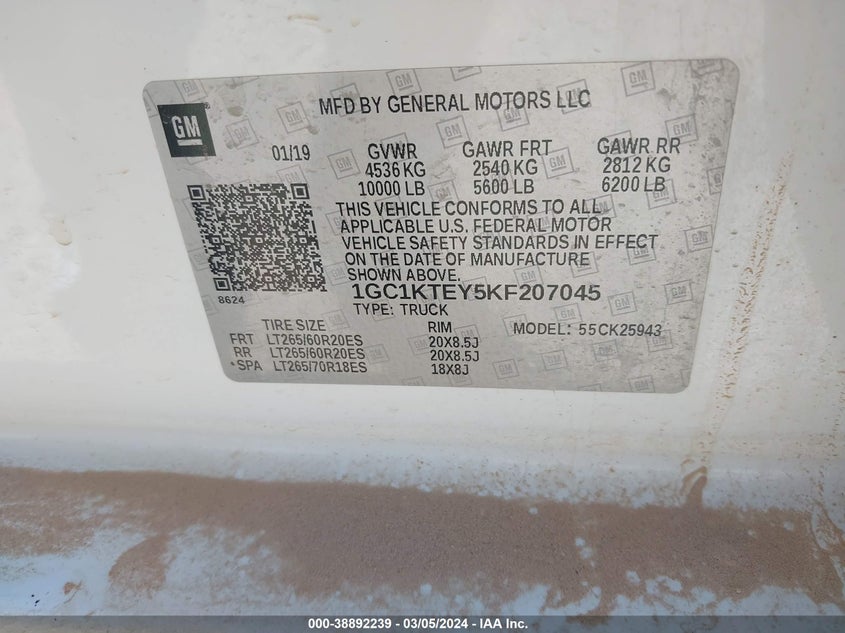 GM
MFD BY GENERAL MOTORS LLC
01/19 GVWR GAWR FRT GAWR RR
4536 KG 2540 KG 2812 KG
10000 LB 5600 LB 6200 LB
THIS VEHICLE CONFORMS TO ALL
APPLICABLE U.S. FEDERAL MOTOR
VEHICLE SAFETY STANDARDS IN EFFECT
ON THE DATE OF MANUFACTURE
SHOWN ABOVE.
8624 1GC1KTEY5KF207045
TYPE: TRUCK
TIRE SIZE RIM MODEL: 55CK25943
FRT LT265/60R20ES 20X8.5J
RR LT265/60R20ES 20X8.5J
*SPA LT265/70R18ES 18X8J
000-38892239 / 03/05/2024 - © IAA Inc.